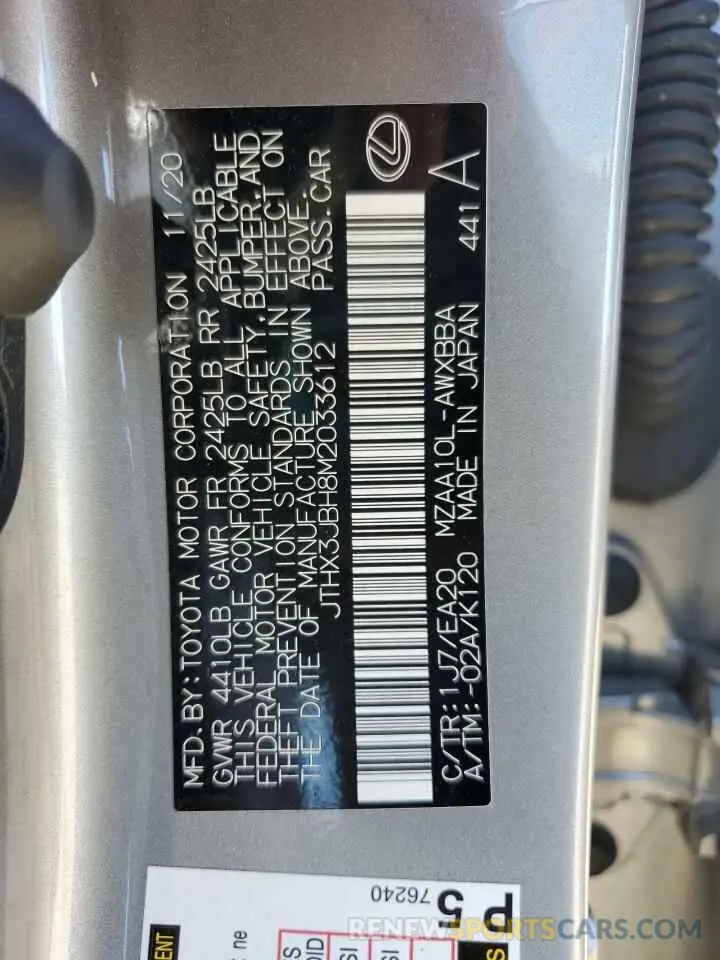 MFD. BY: TOYOTA MOTOR CORPORATION 11/20
GVWR 4410LB GAWR FR 2425LB RR 2425LB
THIS VEHICLE CONFORMS TO ALL APPLICABLE
FEDERAL MOTOR VEHICLE SAFETY, BUMPER, AND
THEFT PREVENTION STANDARDS IN EFFECT ON
THE DATE OF MANUFACTURE SHOWN ABOVE.
JTHX3JBH8M2033612 PASS. CAR
C/TR: 1J7/EA20 MZAA10L-AWXBBA 441 A
A/TM: -02A/K120 MADE IN JAPAN
76240
P5
RENEWSPORTSCARS.COM